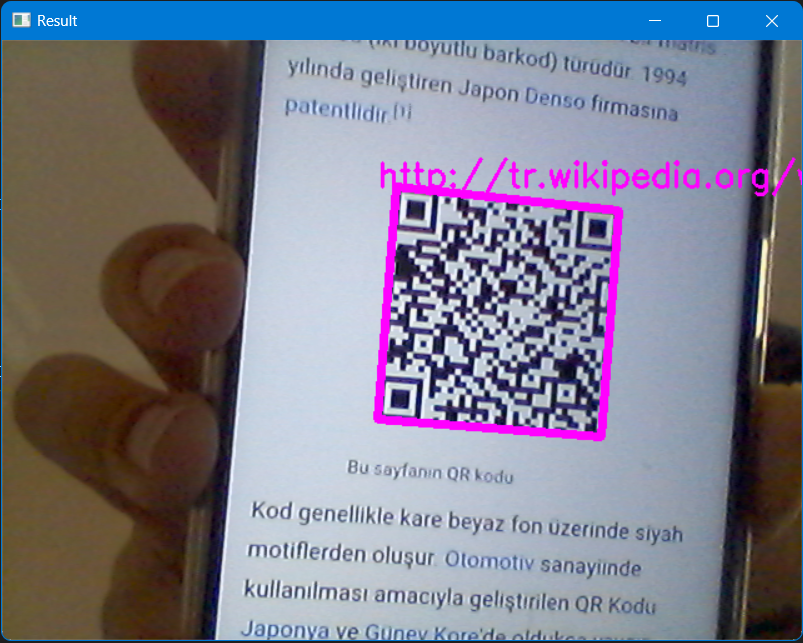 Result
(iki boyutlu barkod) türüdür. 1994
yılında geliştiren Japon Denso firmasına
patentlidir.[1]
http://tr.wikipedia.org/
Bu sayfanın QR kodu
Kod genellikle kare beyaz fon üzerinde siyah
motiflerden oluşur. Otomotiv sanayiinde
kullanılması amacıyla geliştirilen QR Kodu
Japonya ve Güney Kore'de oldukça